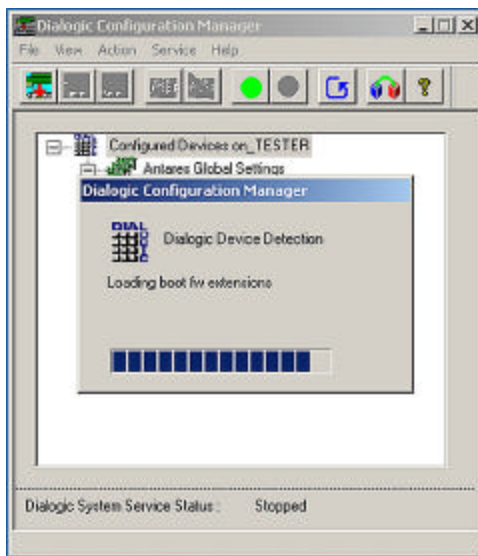 Dialogic Configuration Manager
File View Action Service Help
Configured Devices on_TESTER
Antares Global Settings
Dialogic Configuration Manager
DIAL
Dialogic Device Detection
Loading boot fw extensions
Dialogic System Service Status : Stopped